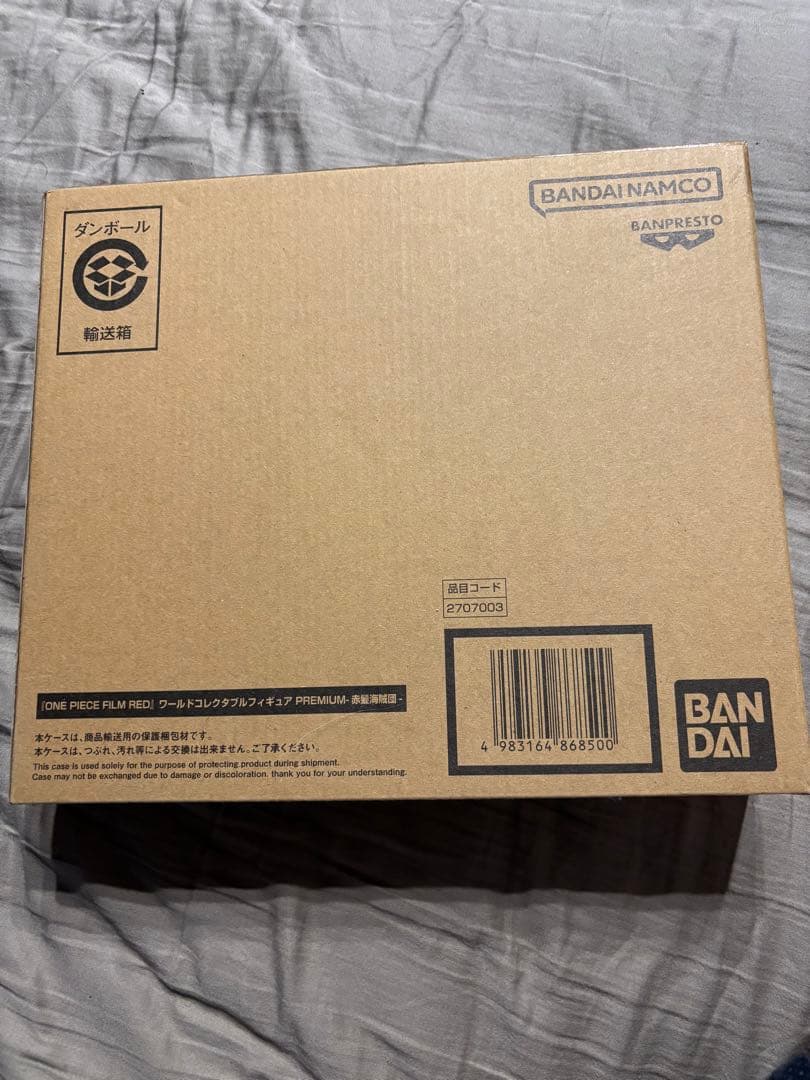 ダンボール
輸送箱
BANDAI NAMCO
BANPRESTO
品目コード
2707003
『ONE PIECE FILM RED』ワールドコレクタブルフィギュア PREMIUM- 赤髪海賊団 -
本ケースは、商品輸送用の保護梱包材です。
本ケースは、つぶれ、汚れ等による交換は出来ません。ご了承ください。
This case is used solely for the purpose of protecting product during shipment.
Case may not be exchanged due to damage or discoloration. thank you for your understanding.
4 983164 868500
BAN
DAI